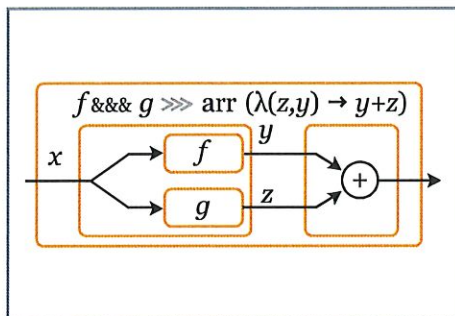 f &&& g >>> arr (λ(z,y) → y+z)
x
y
f
+
g
z